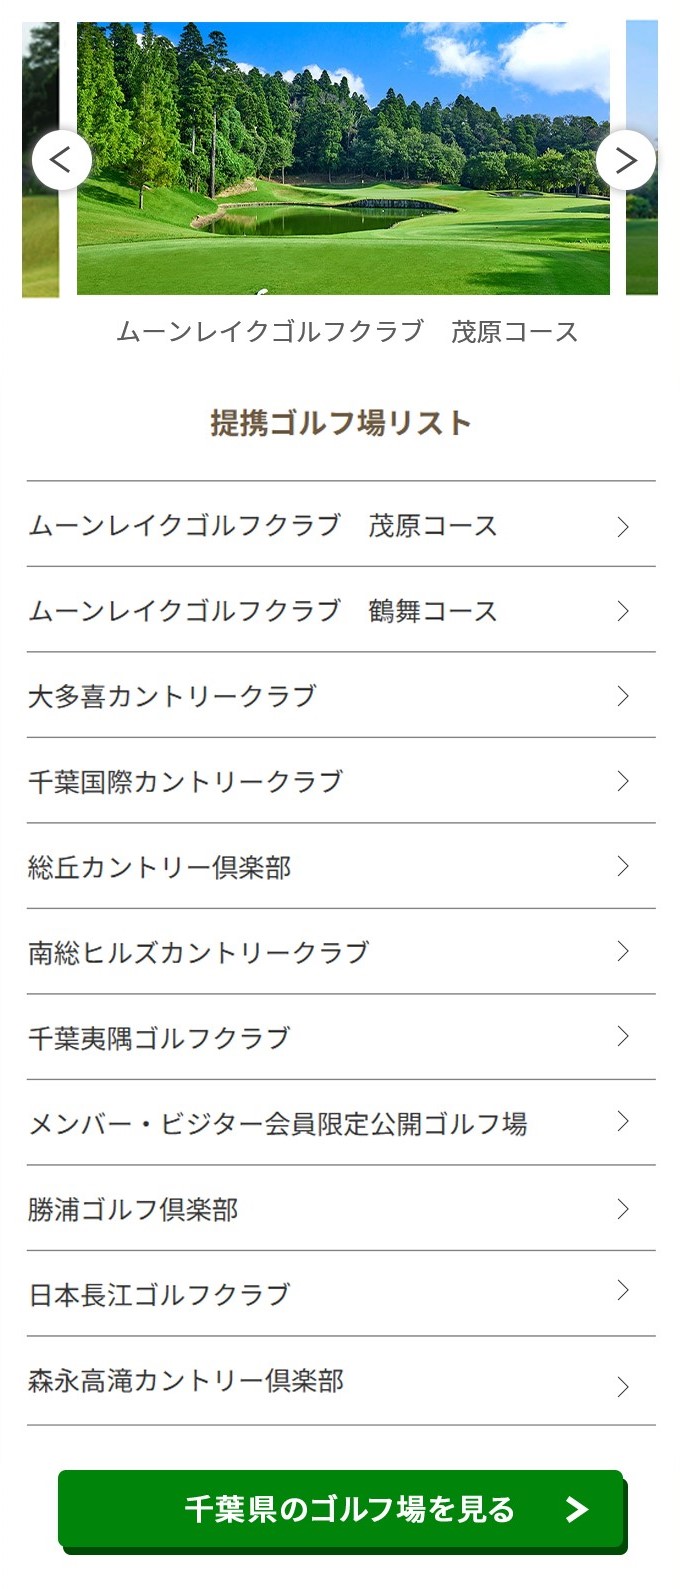 ムーンレイクゴルフクラブ　茂原コース
提携ゴルフ場リスト
ムーンレイクゴルフクラブ　茂原コース
ムーンレイクゴルフクラブ　鶴舞コース
大多喜カントリークラブ
千葉国際カントリークラブ
総丘カントリー倶楽部
南総ヒルズカントリークラブ
千葉夷隅ゴルフクラブ
メンバー・ビジター会員限定公開ゴルフ場
勝浦ゴルフ倶楽部
日本長江ゴルフクラブ
森永高滝カントリー倶楽部
千葉県のゴルフ場を見る